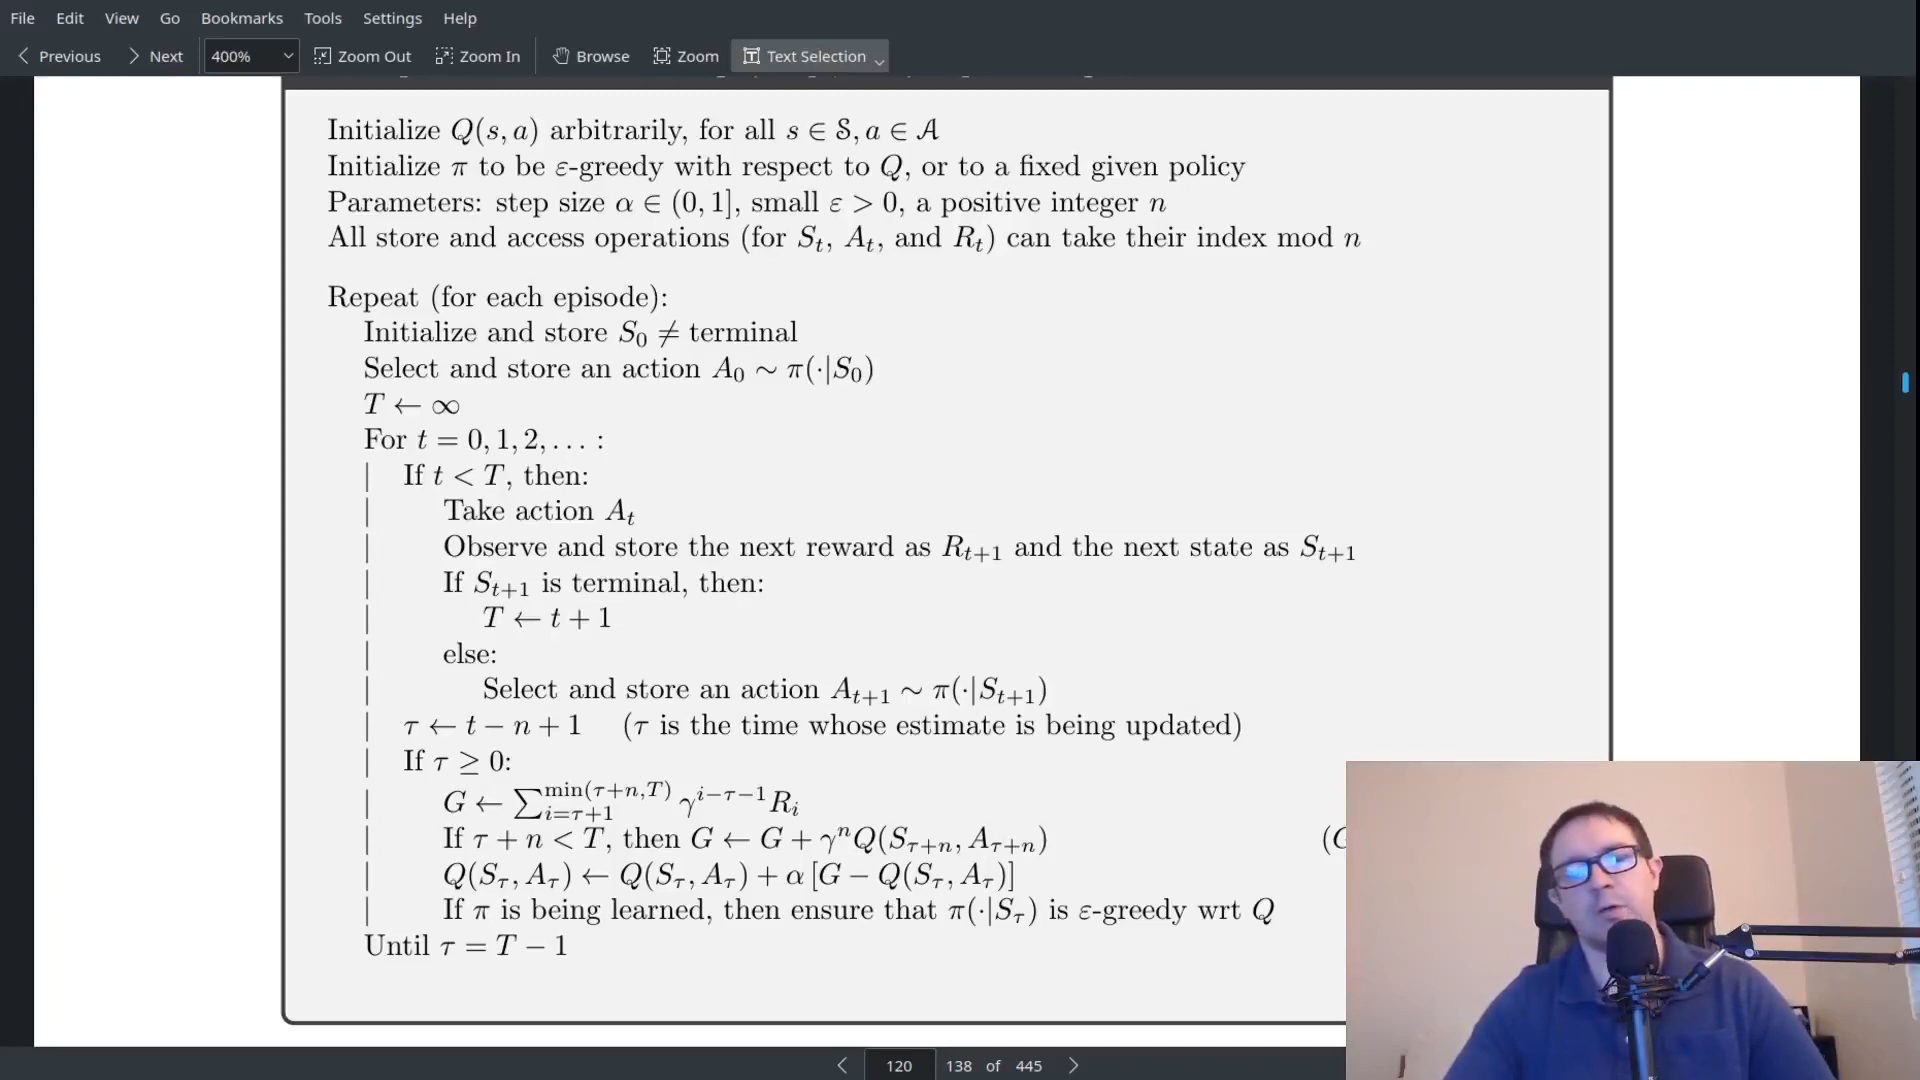 File Edit View Go Bookmarks Tools Settings Help
Previous Next 400% Zoom Out Zoom In Browse Zoom Text Selection
Initialize Q(s, a) arbitrarily, for all s ∈ 𝒮, a ∈ 𝒜
Initialize π to be ε-greedy with respect to Q, or to a fixed given policy
Parameters: step size α ∈ (0, 1], small ε > 0, a positive integer n
All store and access operations (for S_t, A_t, and R_t) can take their index mod n
Repeat (for each episode):
Initialize and store S_0 ≠ terminal
Select and store an action A_0 ∼ π(·|S_0)
T ← ∞
For t = 0, 1, 2, . . . :
| If t < T, then:
| Take action A_t
| Observe and store the next reward as R_{t+1} and the next state as S_{t+1}
| If S_{t+1} is terminal, then:
| T ← t + 1
| else:
| Select and store an action A_{t+1} ∼ π(·|S_{t+1})
| τ ← t − n + 1 (τ is the time whose estimate is being updated)
| If τ ≥ 0:
| G ← ∑_{i=τ+1}^{min(τ+n,T)} γ^{i−τ−1} R_i
| If τ + n < T, then G ← G + γ^n Q(S_{τ+n}, A_{τ+n}) (G
| Q(S_τ, A_τ) ← Q(S_τ, A_τ) + α [G − Q(S_τ, A_τ)]
| If π is being learned, then ensure that π(·|S_τ) is ε-greedy wrt Q
Until τ = T − 1
120 138 of 445